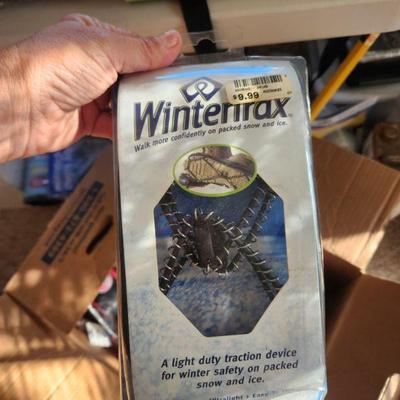 $9.99
Wintertrax
Walk more confidently on packed snow and ice.
A light duty traction device
for winter safety on packed
snow and ice.
Ultralight •